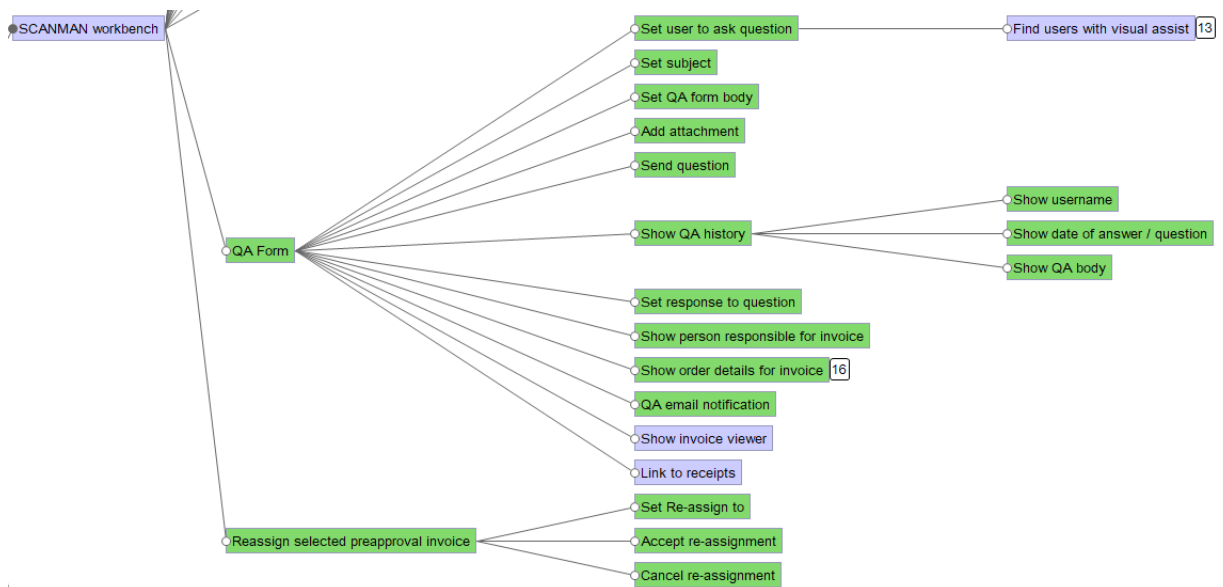 SCANMAN workbench
Set user to ask question
Find users with visual assist 13
Set subject
Set QA form body
Add attachment
Send question
Show username
Show QA history
Show date of answer / question
QA Form
Show QA body
Set response to question
Show person responsible for invoice
Show order details for invoice 16
QA email notification
Show invoice viewer
Link to receipts
Set Re-assign to
Reassign selected preapproval invoice
Accept re-assignment
Cancel re-assignment